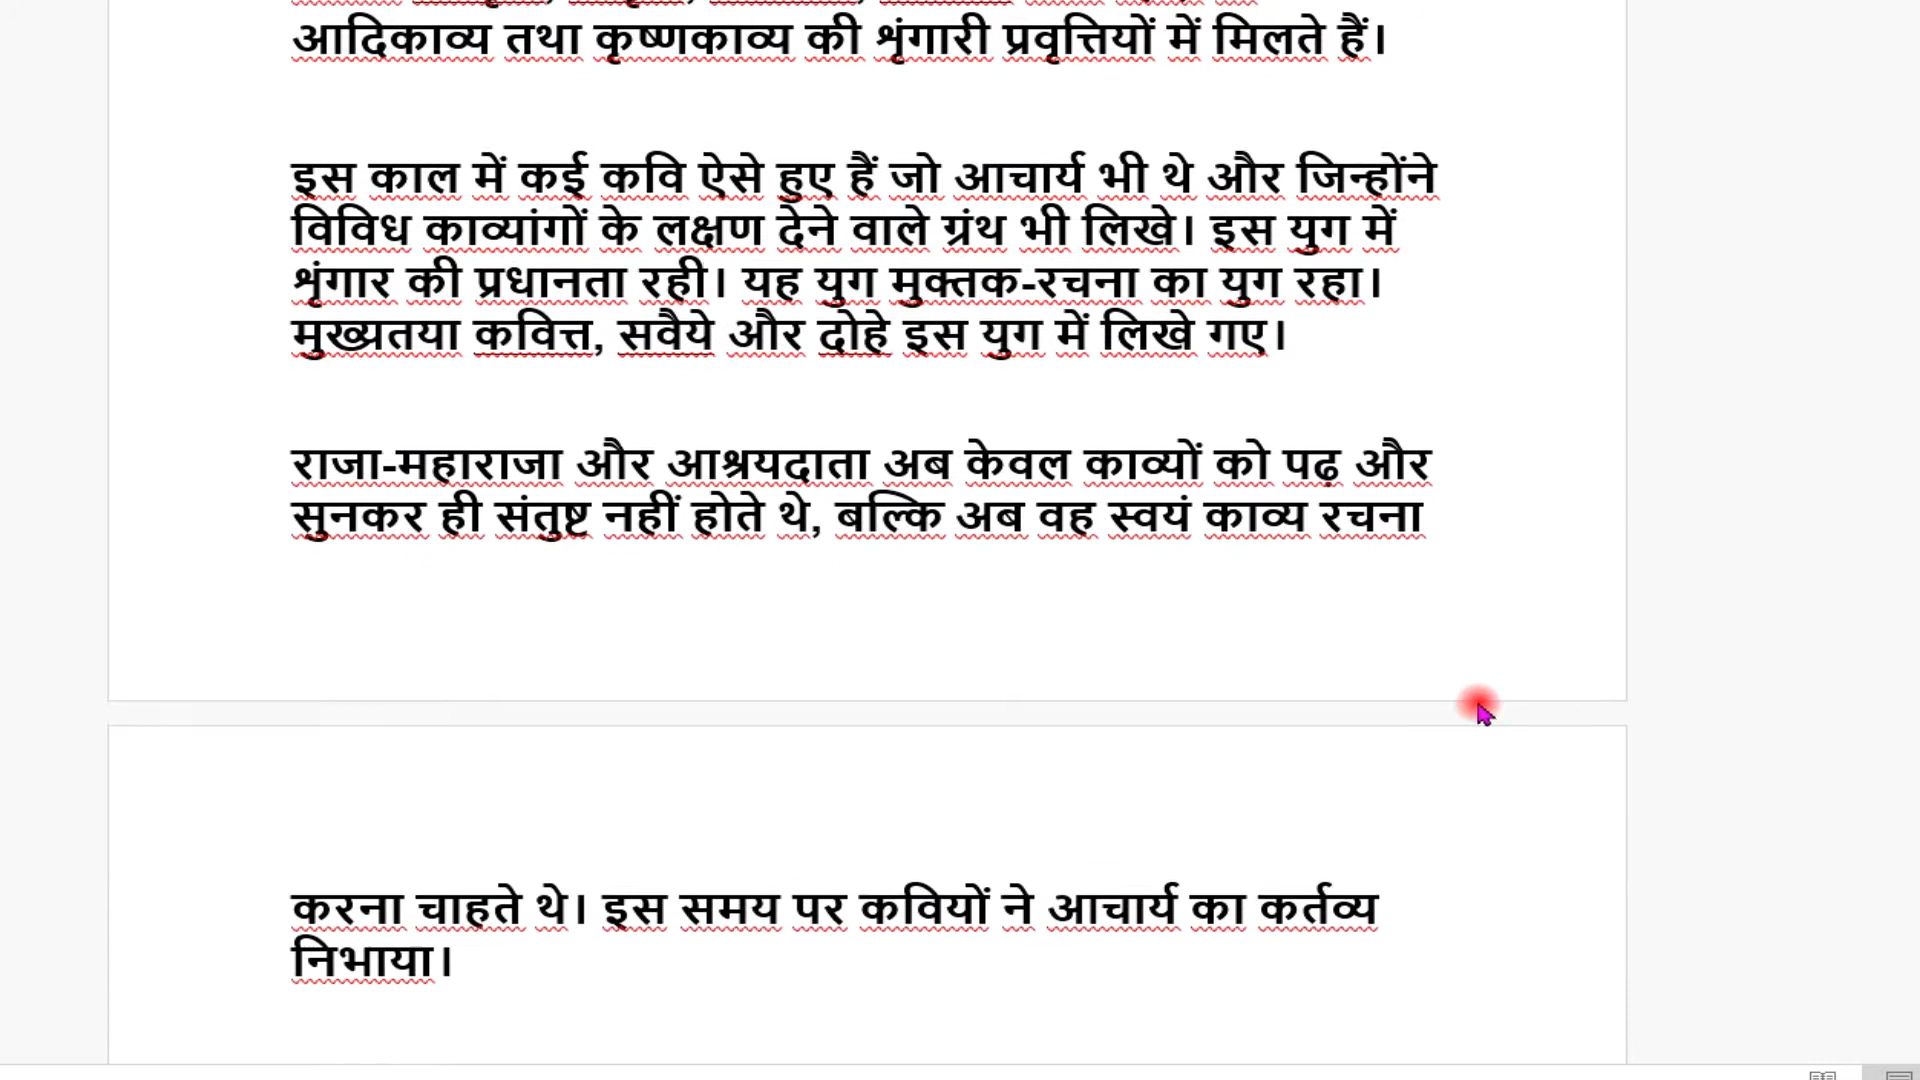 आदिकाव्य तथा कृष्णकाव्य की शृंगारी प्रवृत्तियों में मिलते हैं।
इस काल में कई कवि ऐसे हुए हैं जो आचार्य भी थे और जिन्होंने
विविध काव्यांगों के लक्षण देने वाले ग्रंथ भी लिखे। इस युग में
शृंगार की प्रधानता रही। यह युग मुक्तक-रचना का युग रहा।
मुख्यतया कवित्त, सवैये और दोहे इस युग में लिखे गए।
राजा-महाराजा और आश्रयदाता अब केवल काव्यों को पढ़ और
सुनकर ही संतुष्ट नहीं होते थे, बल्कि अब वह स्वयं काव्य रचना
करना चाहते थे। इस समय पर कवियों ने आचार्य का कर्तव्य
निभाया।